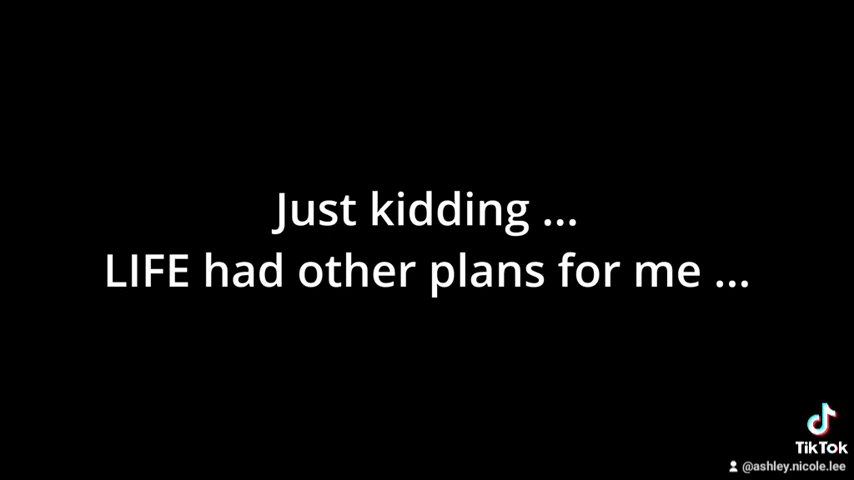 Just kidding ...
LIFE had other plans for me ...
TikTok
@ashley.nicole.lee